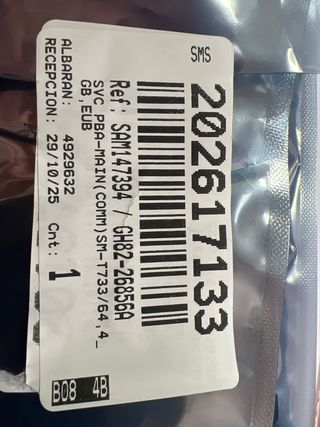 SMS
202617133
Ref: SAM147394 / GH82-26856A
SVC PBA-MAIN(COMM)SM-T733/64,4_
GB,EUB
ALBARAN: 4929632
RECEPCION: 29/10/25
Cnt: 1
B08 4B